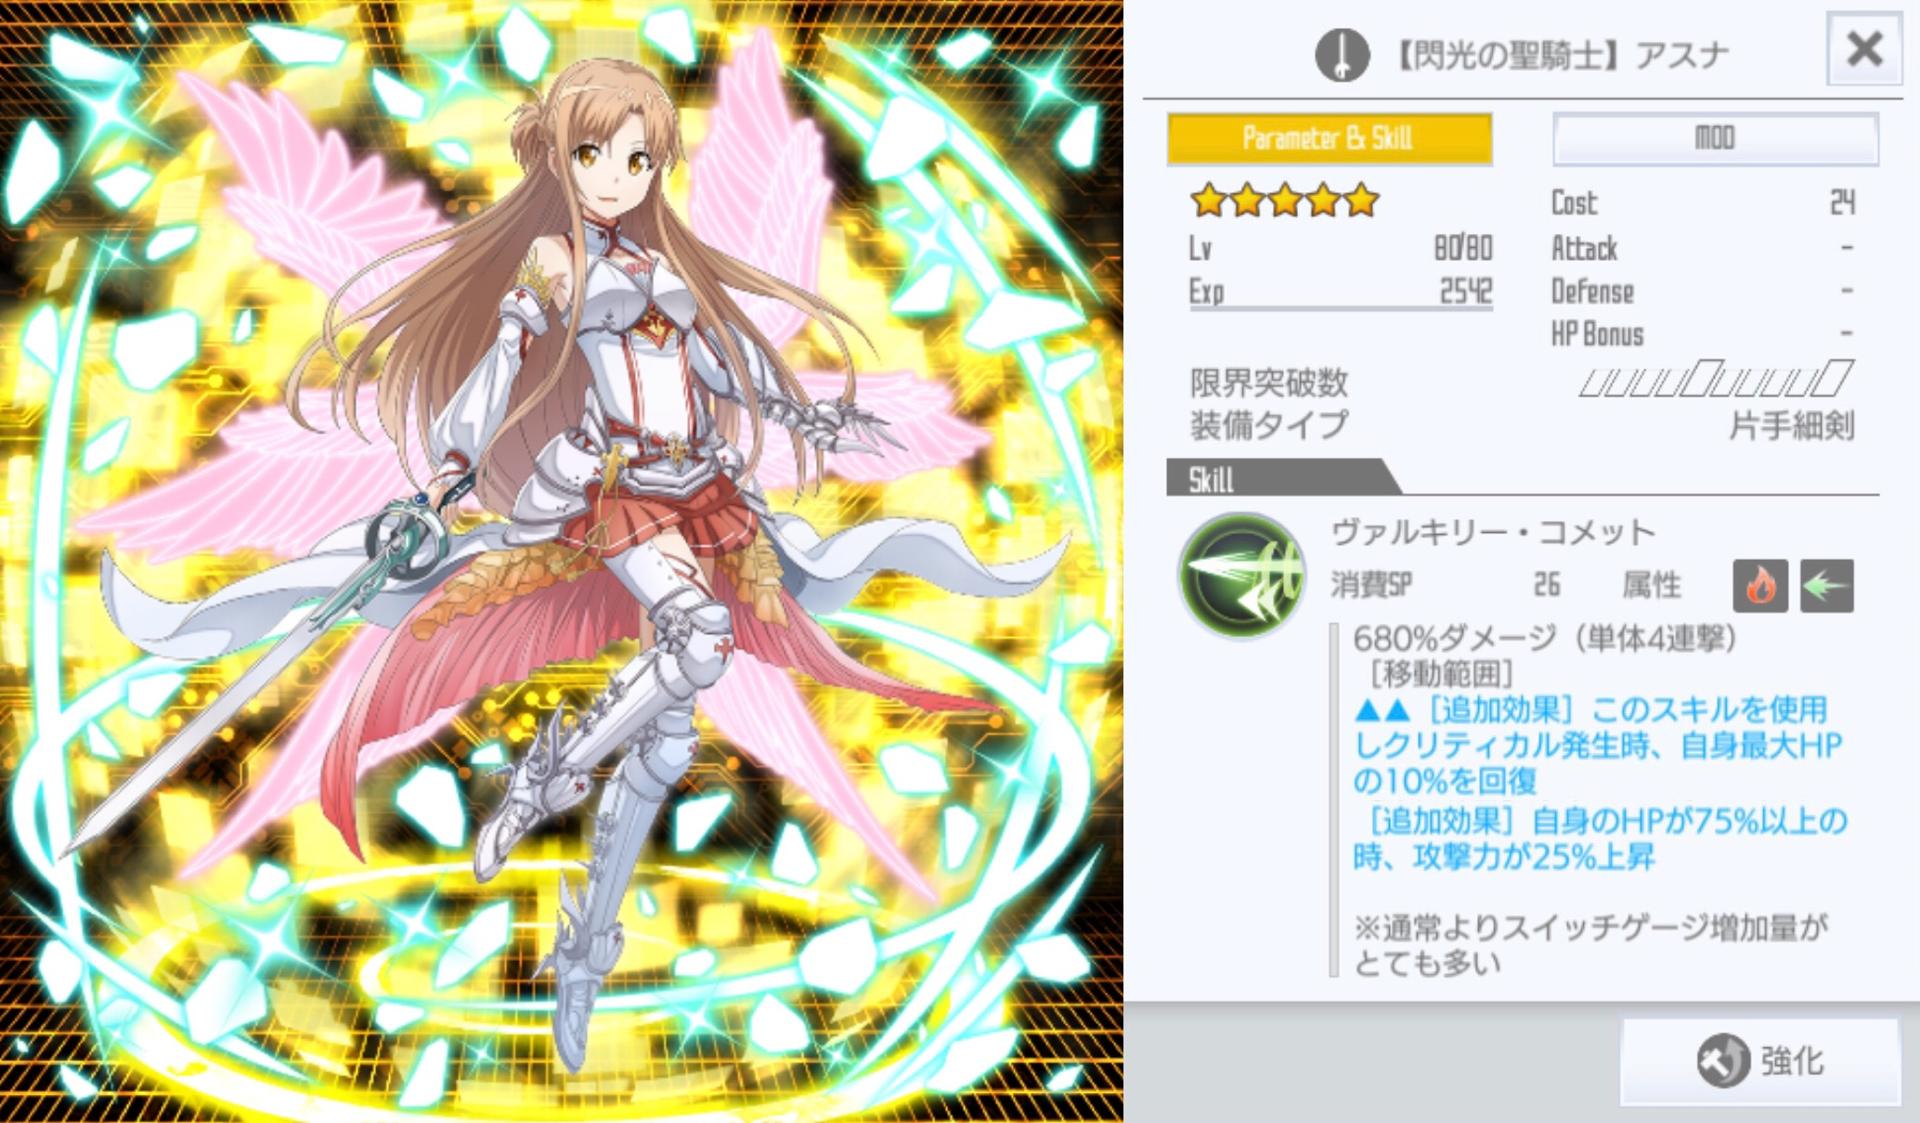 【閃光の聖騎士】アスナ
Parameter & Skill
MOD
Lv 80/80
Exp 2542
Cost 24
Attack -
Defense -
HP Bonus -
限界突破数
装備タイプ 片手細剣
Skill
ヴァルキリー・コメット
消費SP 26 属性
680%ダメージ（単体4連撃）
［移動範囲］
▲▲［追加効果］このスキルを使用
しクリティカル発生時、自身最大HP
の10%を回復
［追加効果］自身のHPが75%以上の
時、攻撃力が25%上昇
※通常よりスイッチゲージ増加量が
とても多い
強化